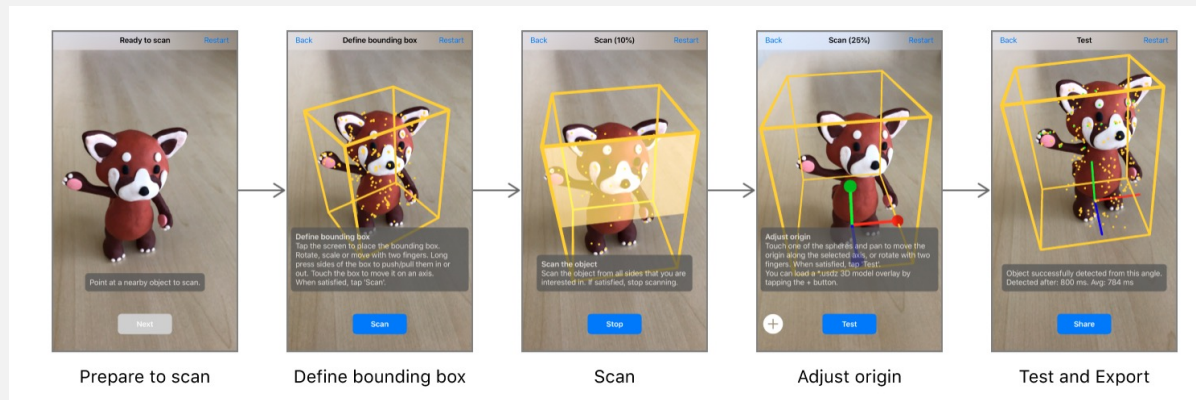 Ready to scan
Restart
Point at a nearby object to scan.
Next
Prepare to scan
Back
Define bounding box
Restart
Define bounding box
Tap the screen to place the bounding box.
Rotate, scale or move with two fingers. Long
press sides of the box to push/pull them in or
out. Touch the box to move it on an axis.
When satisfied, tap 'Scan'.
Scan
Define bounding box
Back
Scan (10%)
Restart
Scan the object
Scan the object from all sides that you are
interested in. If satisfied, stop scanning.
Stop
Scan
Back
Scan (25%)
Restart
Adjust origin
Touch one of the spheres and pan to move the
origin along the selected axis, or rotate with two
fingers. When satisfied, tap 'Test'.
You can load a *.usdz 3D model overlay by
tapping the + button.
+
Test
Adjust origin
Back
Test
Restart
Object successfully detected from this angle.
Detected after: 800 ms. Avg: 784 ms
Share
Test and Export